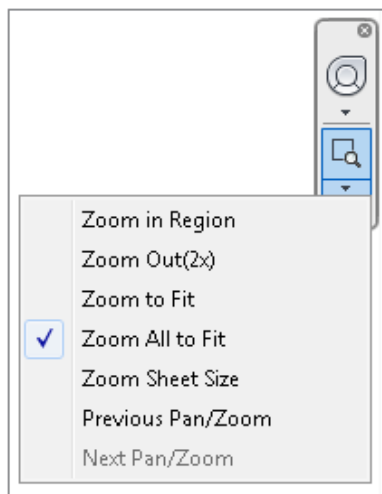 Zoom in Region
Zoom Out(2x)
Zoom to Fit
Zoom All to Fit
Zoom Sheet Size
Previous Pan/Zoom
Next Pan/Zoom